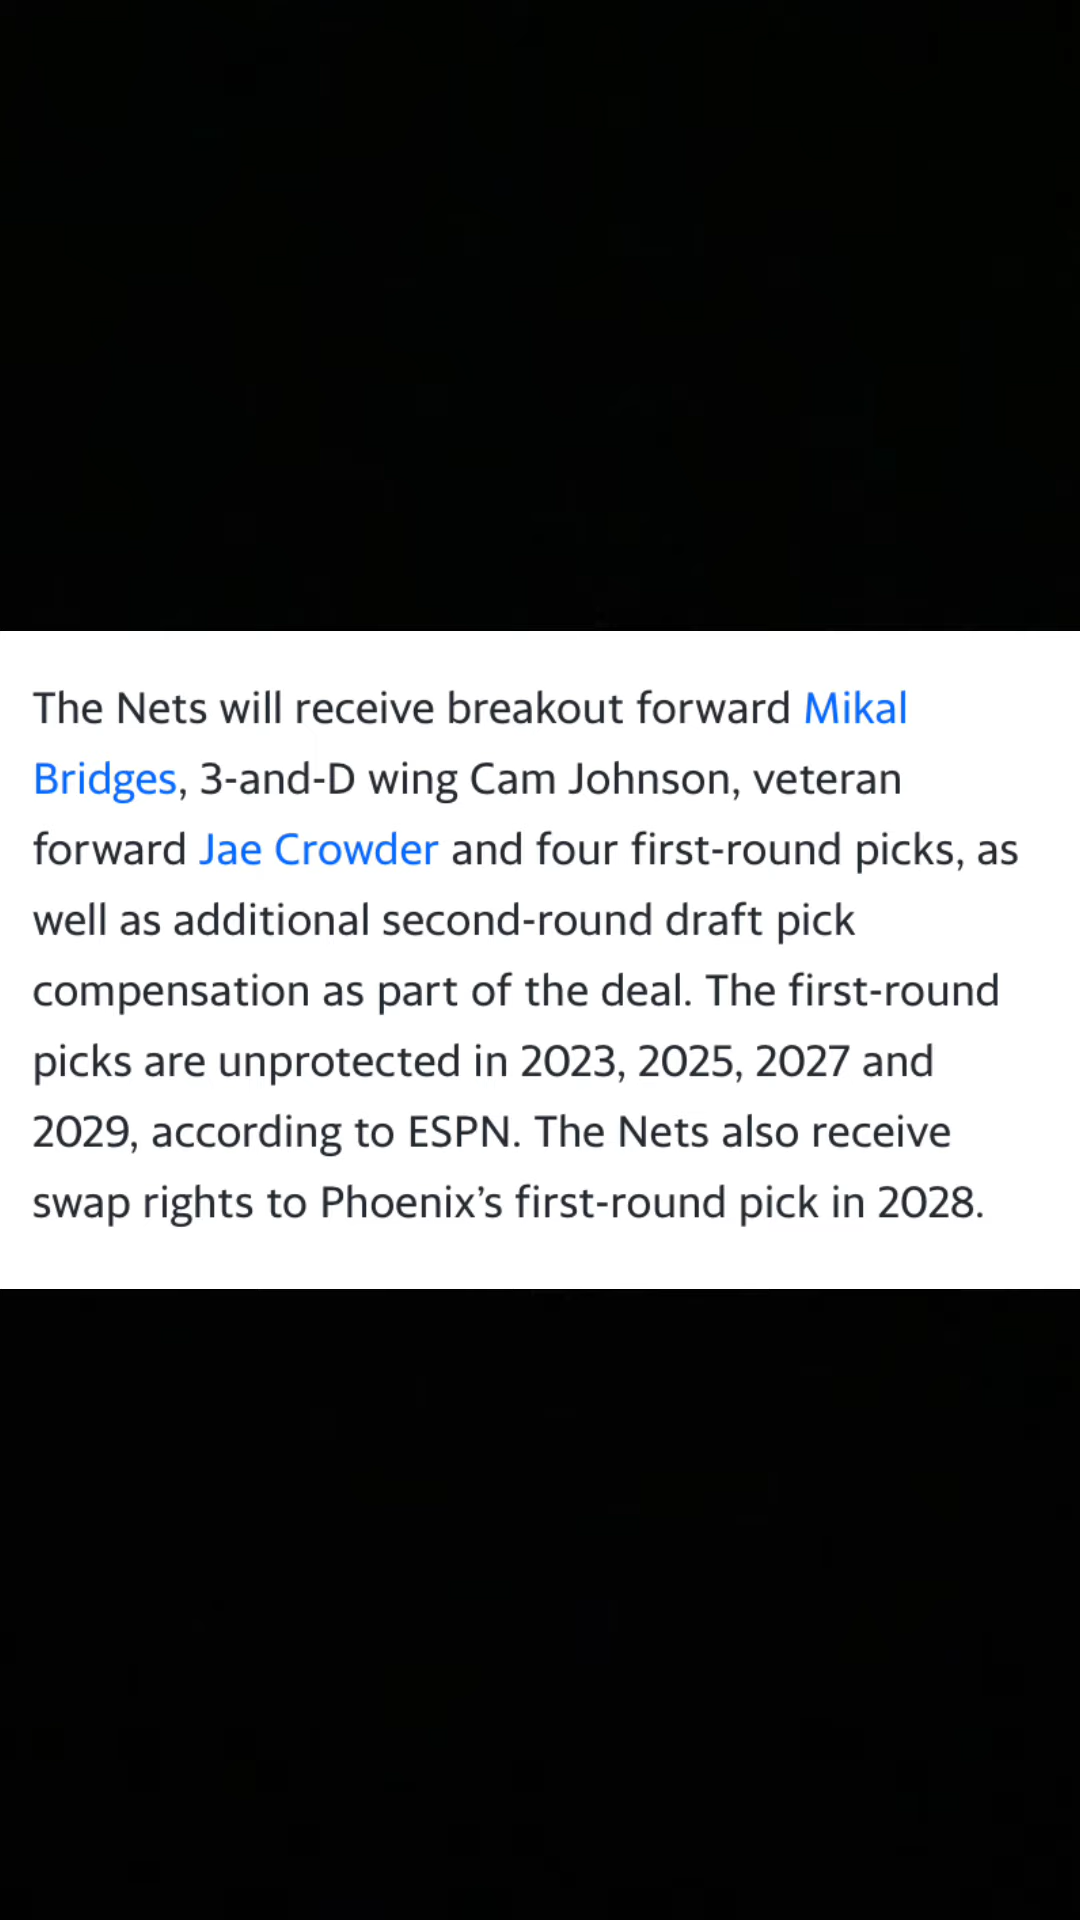 The Nets will receive breakout forward Mikal
Bridges, 3-and-D wing Cam Johnson, veteran
forward Jae Crowder and four first-round picks, as
well as additional second-round draft pick
compensation as part of the deal. The first-round
picks are unprotected in 2023, 2025, 2027 and
2029, according to ESPN. The Nets also receive
swap rights to Phoenix’s first-round pick in 2028.